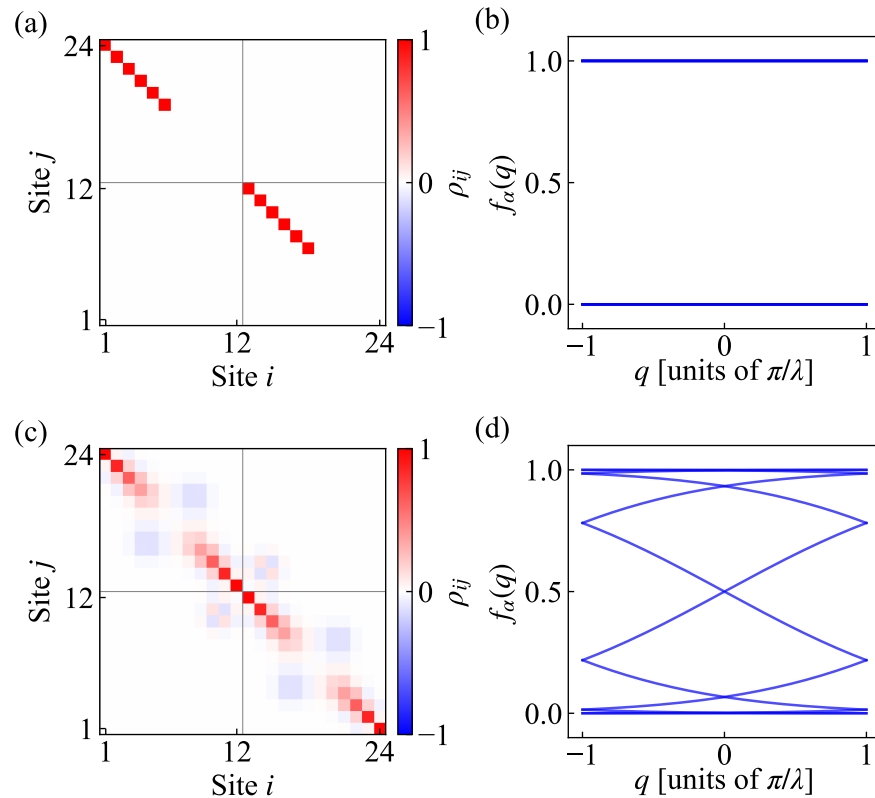 (a)
24
12
1
Site j
1
12
24
Site i
1
0
−1
ρij
(b)
1.0
0.5
0.0
fα(q)
−1
0
1
q [units of π/λ]
(c)
24
12
1
Site j
1
12
24
Site i
1
0
−1
ρij
(d)
1.0
0.5
0.0
fα(q)
−1
0
1
q [units of π/λ]